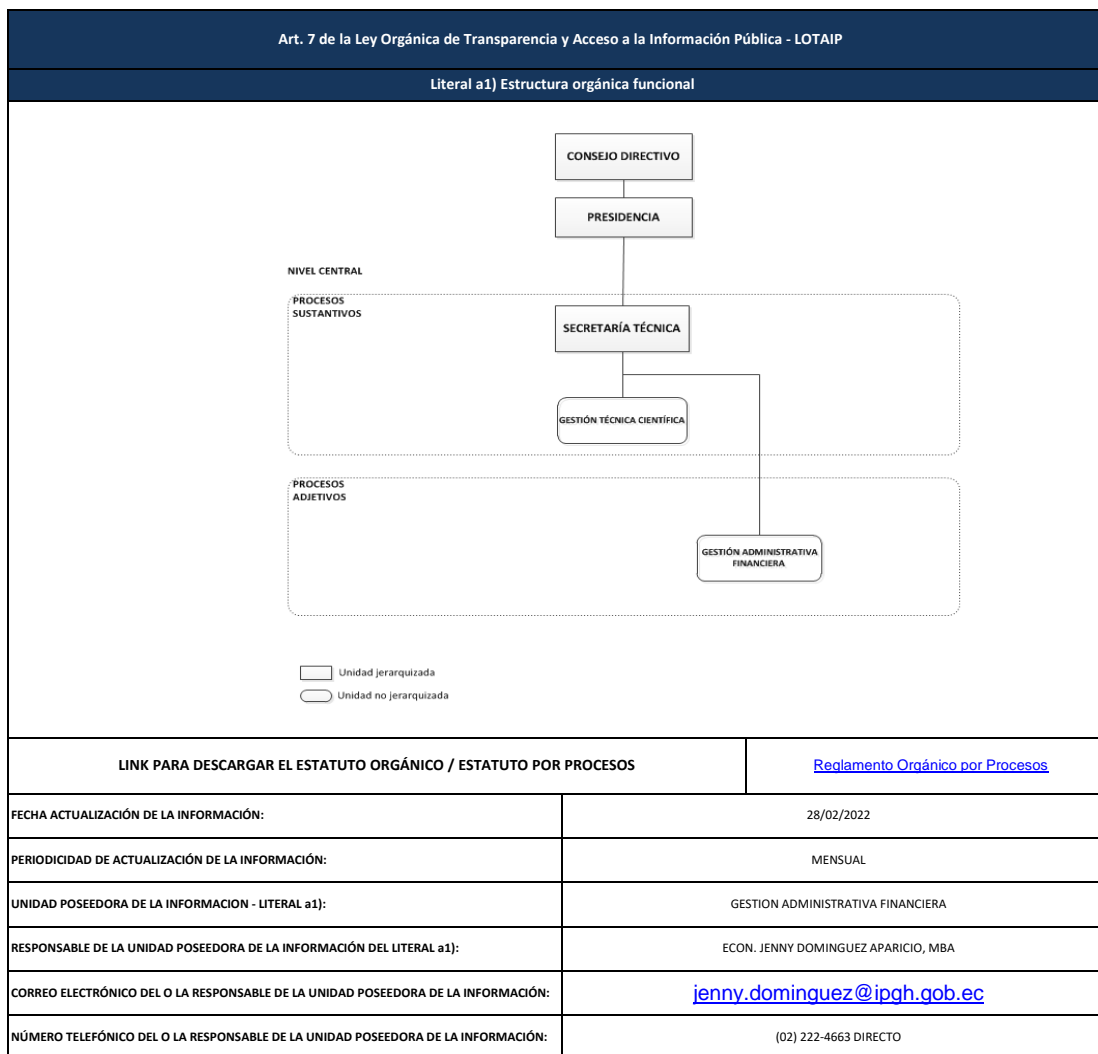 Art. 7 de la Ley Orgánica de Transparencia y Acceso a la Información Pública - LOTAIP
Literal a1) Estructura orgánica funcional
CONSEJO DIRECTIVO
PRESIDENCIA
NIVEL CENTRAL
PROCESOS
SUSTANTIVOS
SECRETARÍA TÉCNICA
GESTIÓN TÉCNICA CIENTÍFICA
PROCESOS
ADJETIVOS
GESTIÓN ADMINISTRATIVA
FINANCIERA
Unidad jerarquizada
Unidad no jerarquizada
LINK PARA DESCARGAR EL ESTATUTO ORGÁNICO / ESTATUTO POR PROCESOS
Reglamento Orgánico por Procesos
FECHA ACTUALIZACIÓN DE LA INFORMACIÓN:
28/02/2022
PERIODICIDAD DE ACTUALIZACIÓN DE LA INFORMACIÓN:
MENSUAL
UNIDAD POSEEDORA DE LA INFORMACION - LITERAL a1):
GESTION ADMINISTRATIVA FINANCIERA
RESPONSABLE DE LA UNIDAD POSEEDORA DE LA INFORMACIÓN DEL LITERAL a1):
ECON. JENNY DOMINGUEZ APARICIO, MBA
CORREO ELECTRÓNICO DEL O LA RESPONSABLE DE LA UNIDAD POSEEDORA DE LA INFORMACIÓN:
jenny.dominguez@ipgh.gob.ec
NÚMERO TELEFÓNICO DEL O LA RESPONSABLE DE LA UNIDAD POSEEDORA DE LA INFORMACIÓN:
(02) 222-4663 DIRECTO